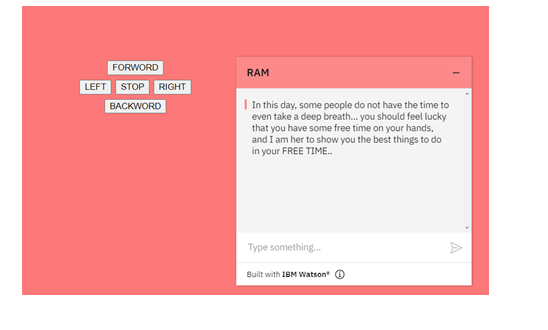 FORWORD
LEFT STOP RIGHT
BACKWORD
RAM
In this day, some people do not have the time to
even take a deep breath... you should feel lucky
that you have some free time on your hands,
and I am her to show you the best things to do
in your FREE TIME..
Type something...
Built with IBM Watson®